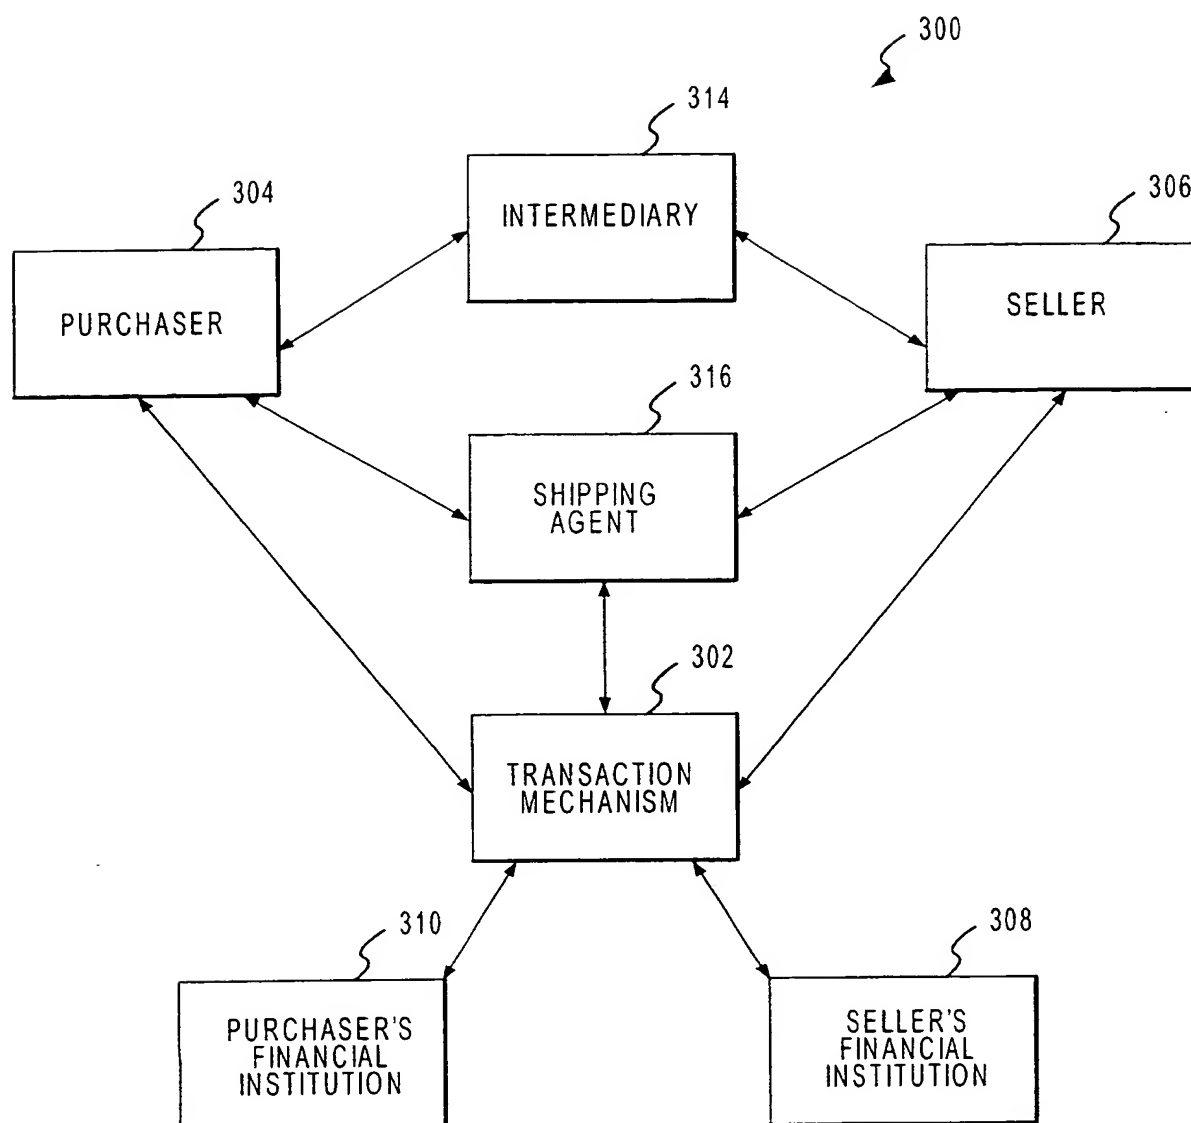 300
314
INTERMEDIARY
304
PURCHASER
306
SELLER
316
SHIPPING
AGENT
302
TRANSACTION
MECHANISM
310
PURCHASER'S
FINANCIAL
INSTITUTION
308
SELLER'S
FINANCIAL
INSTITUTION